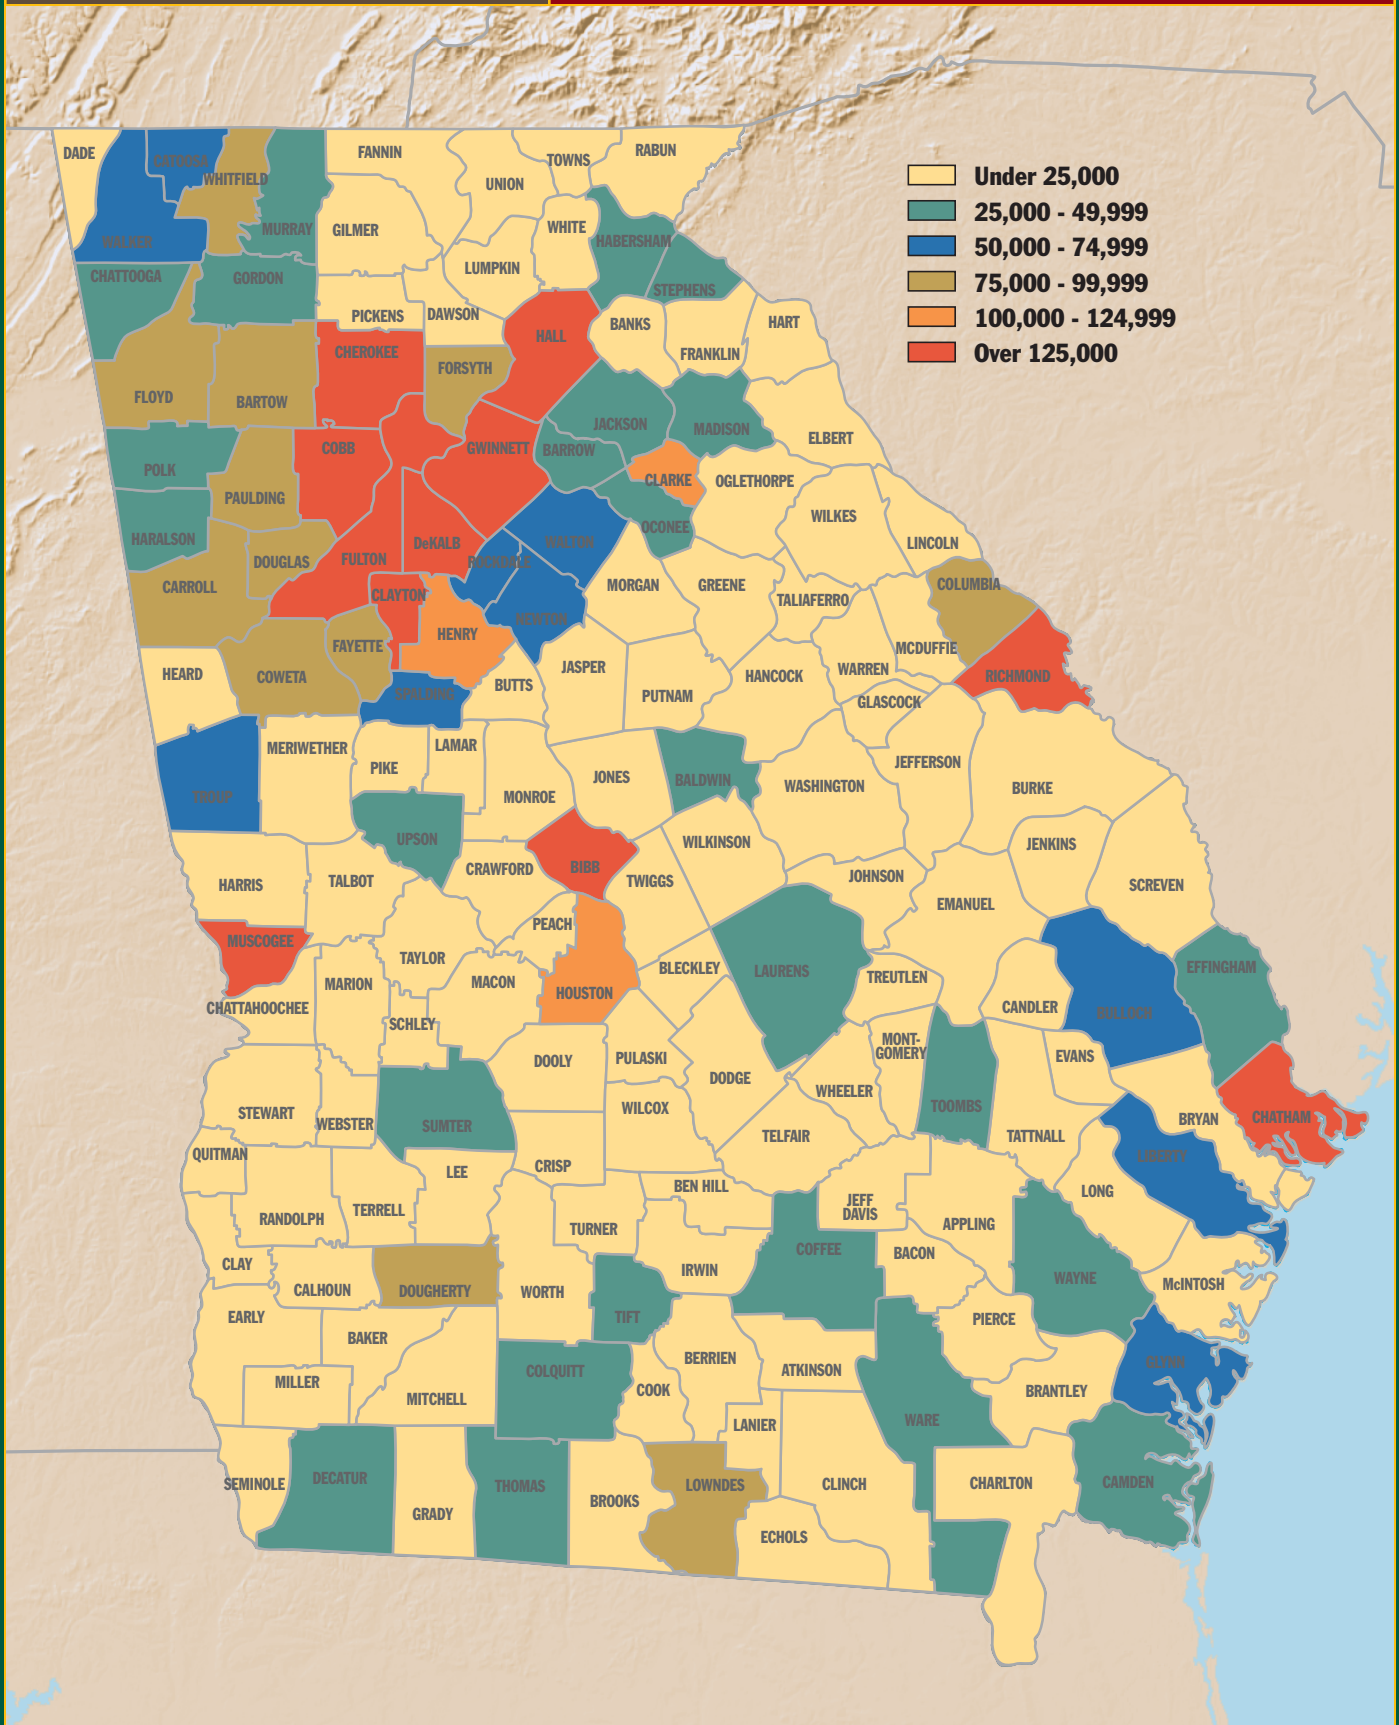 DADE
CATOOSA
WHITFIELD
FANNIN
TOWNS
RABUN
UNION
Under 25,000
25,000 - 49,999
50,000 - 74,999
75,000 - 99,999
100,000 - 124,999
Over 125,000
WALKER
MURRAY
GILMER
WHITE
HABERSHAM
CHATTOOGA
GORDON
LUMPKIN
STEPHENS
PICKENS
DAWSON
BANKS
HART
HALL
FRANKLIN
CHEROKEE
FORSYTH
FLOYD
BARTOW
JACKSON
MADISON
ELBERT
COBB
GWINNETT
BARROW
POLK
CLARKE
OGLETHORPE
PAULDING
WILKES
OCONEE
HARALSON
DeKALB
LINCOLN
DOUGLAS
FULTON
ROCKDALE
CARROLL
CLAYTON
MORGAN
GREENE
COLUMBIA
TALIAFERRO
NEWTON
HENRY
FAYETTE
MCDUFFIE
HEARD
COWETA
JASPER
WARREN
HANCOCK
RICHMOND
SPALDING
BUTTS
PUTNAM
GLASCOCK
MERIWETHER
LAMAR
PIKE
JONES
BALDWIN
JEFFERSON
TROUP
MONROE
WASHINGTON
BURKE
UPSON
WILKINSON
JENKINS
CRAWFORD
BIBB
HARRIS
TALBOT
TWIGGS
JOHNSON
SCREVEN
EMANUEL
PEACH
MUSCOGEE
TAYLOR
BLECKLEY
LAURENS
TREUTLEN
EFFINGHAM
MARION
MACON
HOUSTON
CHATTAHOOCHEE
CANDLER
BULLOCH
SCHLEY
MONT-
GOMERY
DOOLY
PULASKI
EVANS
DODGE
WHEELER
STEWART
WEBSTER
SUMTER
WILCOX
TOOMBS
BRYAN
CHATHAM
TELFAIR
TATTNALL
QUITMAN
LEE
CRISP
LIBERTY
BEN HILL
LONG
RANDOLPH
TERRELL
JEFF
DAVIS
TURNER
APPLING
COFFEE
BACON
CLAY
IRWIN
WAYNE
McINTOSH
CALHOUN
DOUGHERTY
WORTH
EARLY
TIFT
PIERCE
BAKER
BERRIEN
GLYNN
COLQUITT
ATKINSON
MILLER
COOK
BRANTLEY
MITCHELL
LANIER
WARE
SEMINOLE
DECATUR
THOMAS
LOWNDES
CLINCH
CHARLTON
CAMDEN
BROOKS
GRADY
ECHOLS